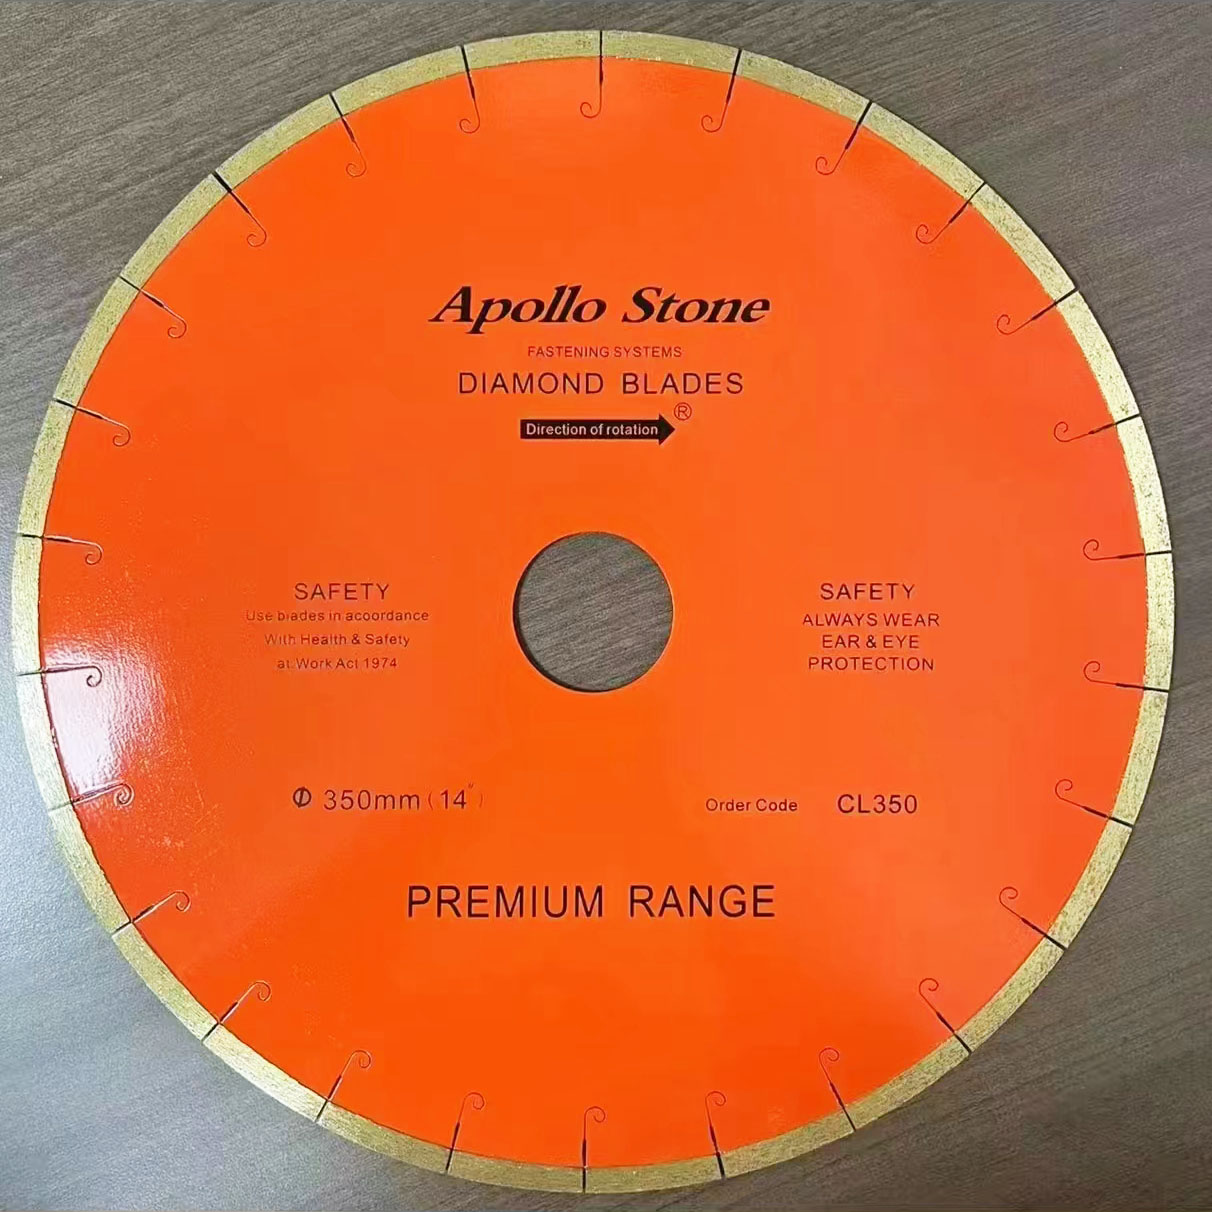 Apollo Stone
FASTENING SYSTEMS
DIAMOND BLADES
®
Direction of rotation
SAFETY
Use blades in acoordance
With Health & Safety
at Work Act 1974
SAFETY
ALWAYS WEAR
EAR & EYE
PROTECTION
Φ 350mm (14")
Order Code CL350
PREMIUM RANGE